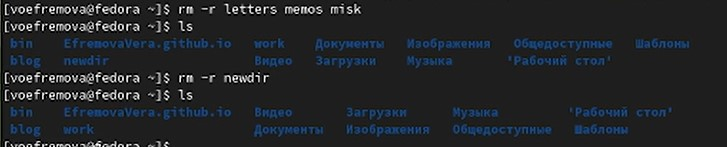 [voefremova@fedora ~]$ rm -r letters memos misk
[voefremova@fedora ~]$ ls
bin EfremovaVera.github.io work Документы Изображения Общедоступные Шаблоны
blog newdir Видео Загрузки Музыка 'Рабочий стол'
[voefremova@fedora ~]$ rm -r newdir
[voefremova@fedora ~]$ ls
bin EfremovaVera.github.io Видео Загрузки Музыка 'Рабочий стол'
blog work Документы Изображения Общедоступные Шаблоны
[voefremova@fedora ~]$